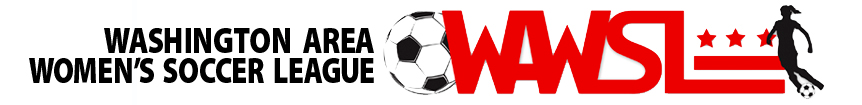 WASHINGTON AREA
WOMEN'S SOCCER LEAGUE
WAWSL